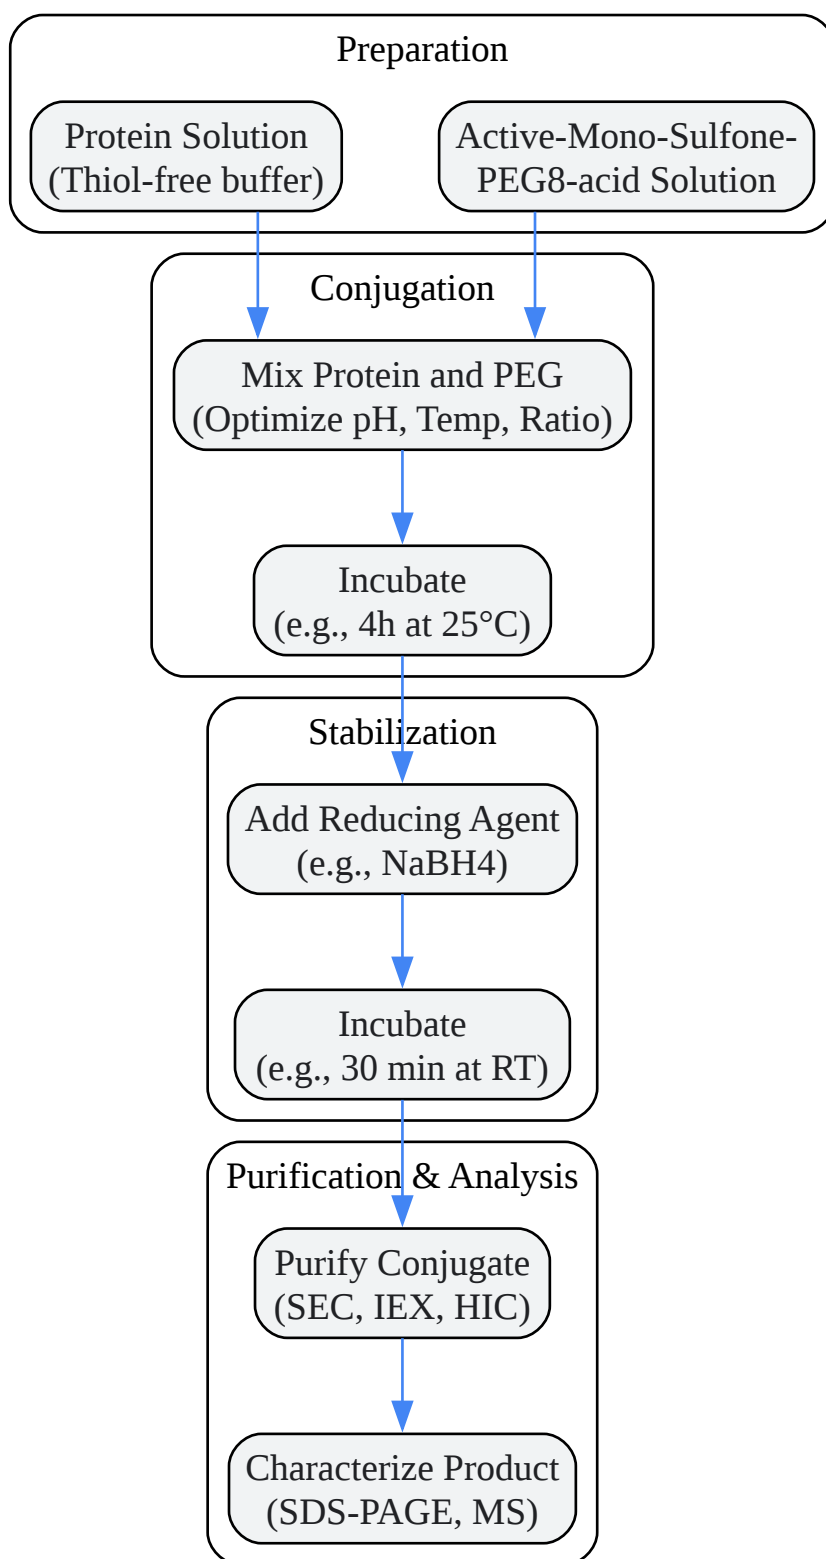 Preparation
Protein Solution
(Thiol-free buffer)
Active-Mono-Sulfone-
PEG8-acid Solution
Conjugation
Mix Protein and PEG
(Optimize pH, Temp, Ratio)
Incubate
(e.g., 4h at 25°C)
Stabilization
Add Reducing Agent
(e.g., NaBH4)
Incubate
(e.g., 30 min at RT)
Purification & Analysis
Purify Conjugate
(SEC, IEX, HIC)
Characterize Product
(SDS-PAGE, MS)